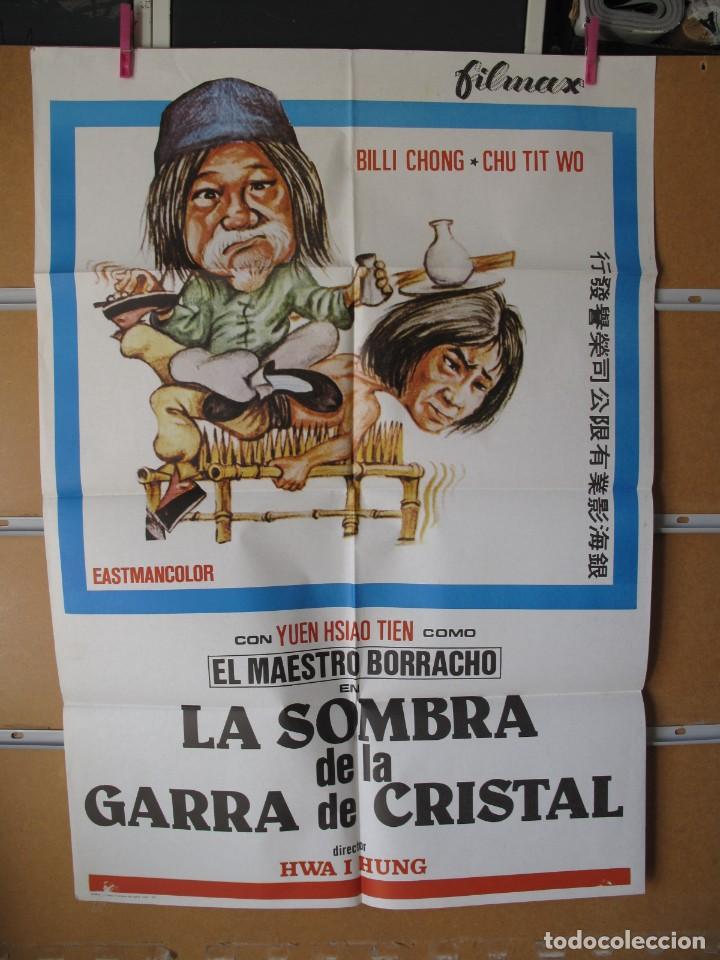 filmax
BILLI CHONG ★ CHU TIT WO
銀海影業有限公司榮譽發行
EASTMANCOLOR
CON YUEN HSIAO TIEN COMO
EL MAESTRO BORRACHO
EN
LA SOMBRA
de la
GARRA de CRISTAL
director
HWA I HUNG
todocoleccion